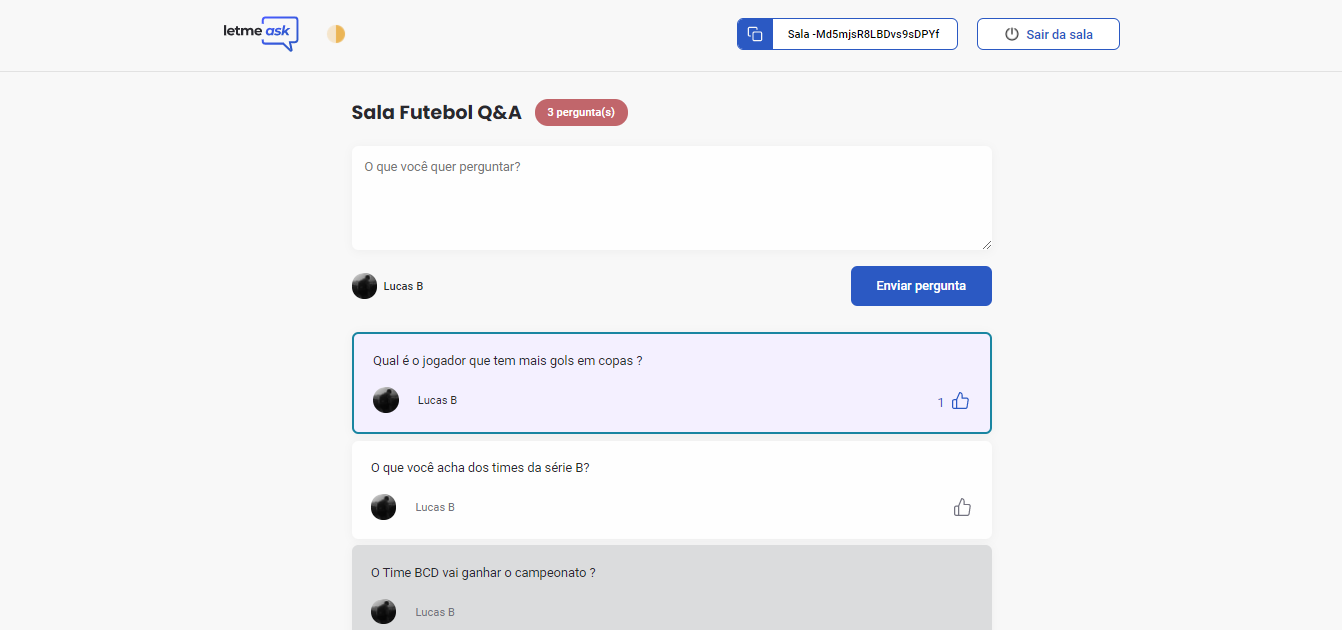 letmeask
Sala -Md5mjsR8LBDvs9sDPYf
Sair da sala
Sala Futebol Q&A
3 pergunta(s)
O que você quer perguntar?
Lucas B
Enviar pergunta
Qual é o jogador que tem mais gols em copas ?
Lucas B
1
O que você acha dos times da série B?
Lucas B
O Time BCD vai ganhar o campeonato ?
Lucas B